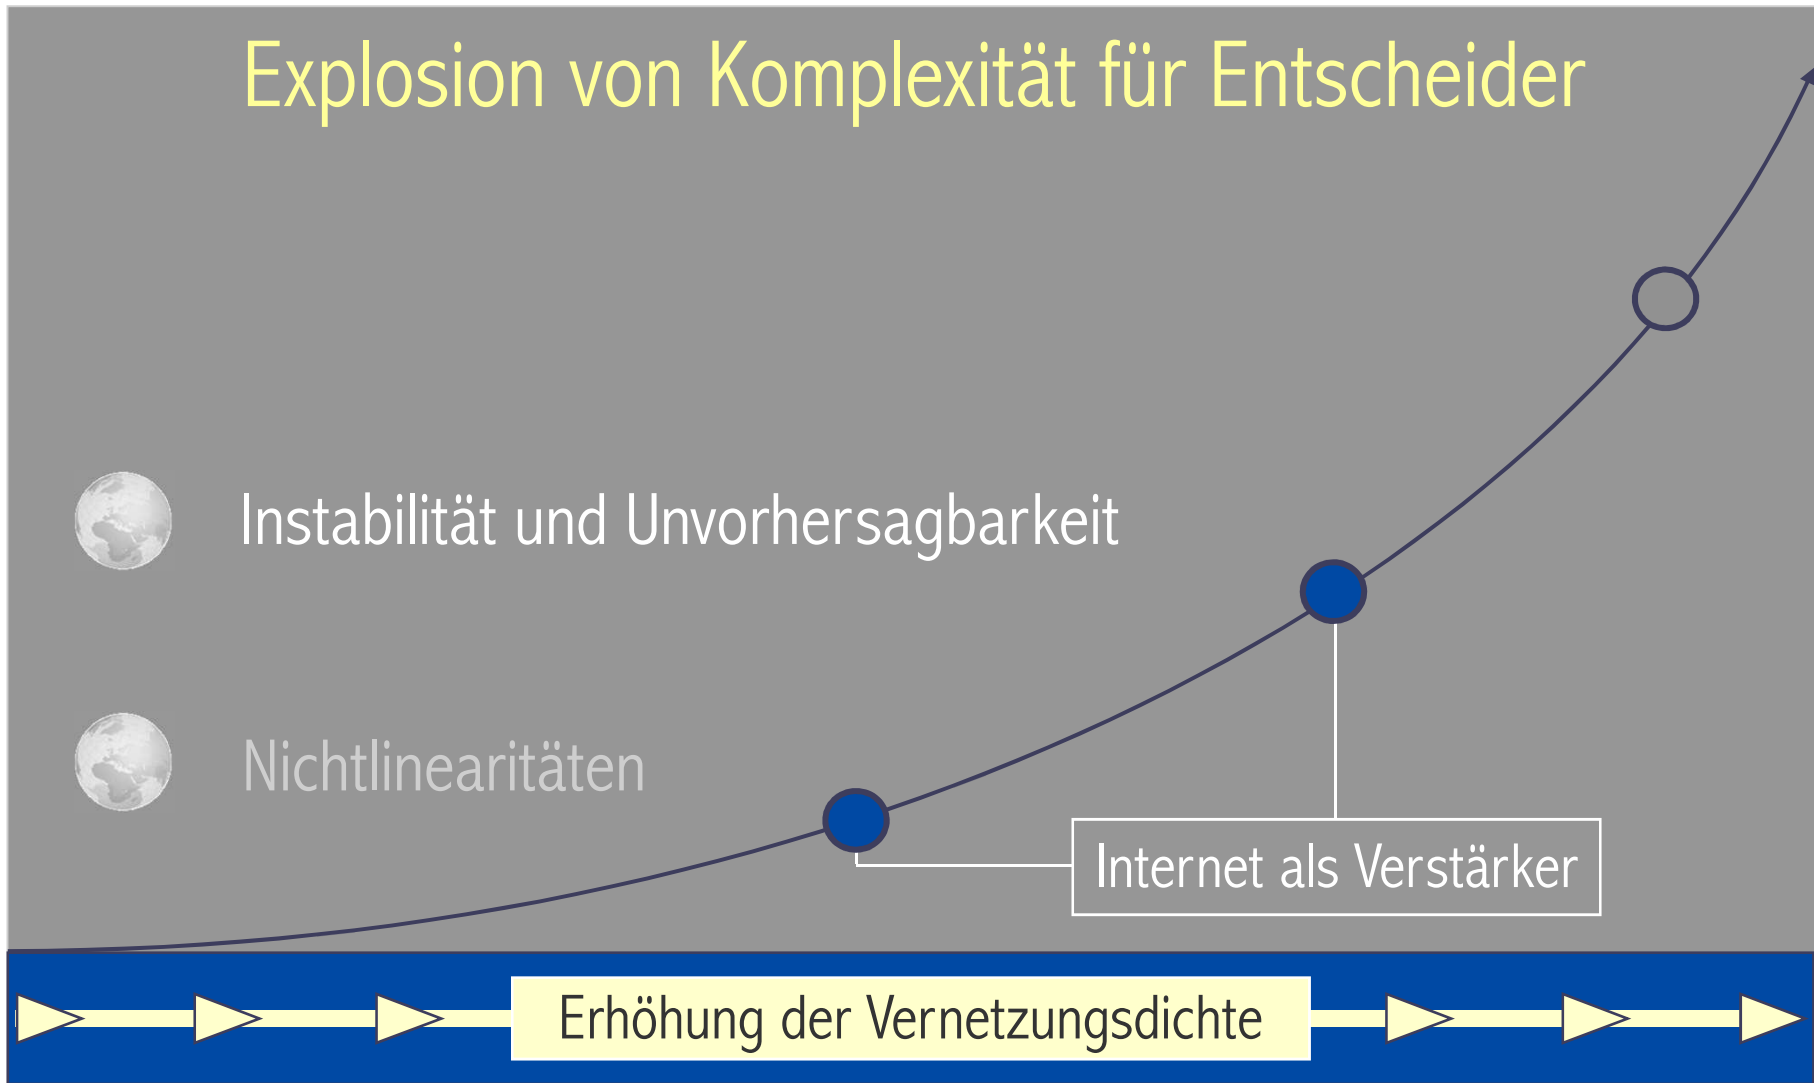 Explosion von Komplexität für Entscheider
Instabilität und Unvorhersagbarkeit
Nichtlinearitäten
Internet als Verstärker
Erhöhung der Vernetzungsdichte